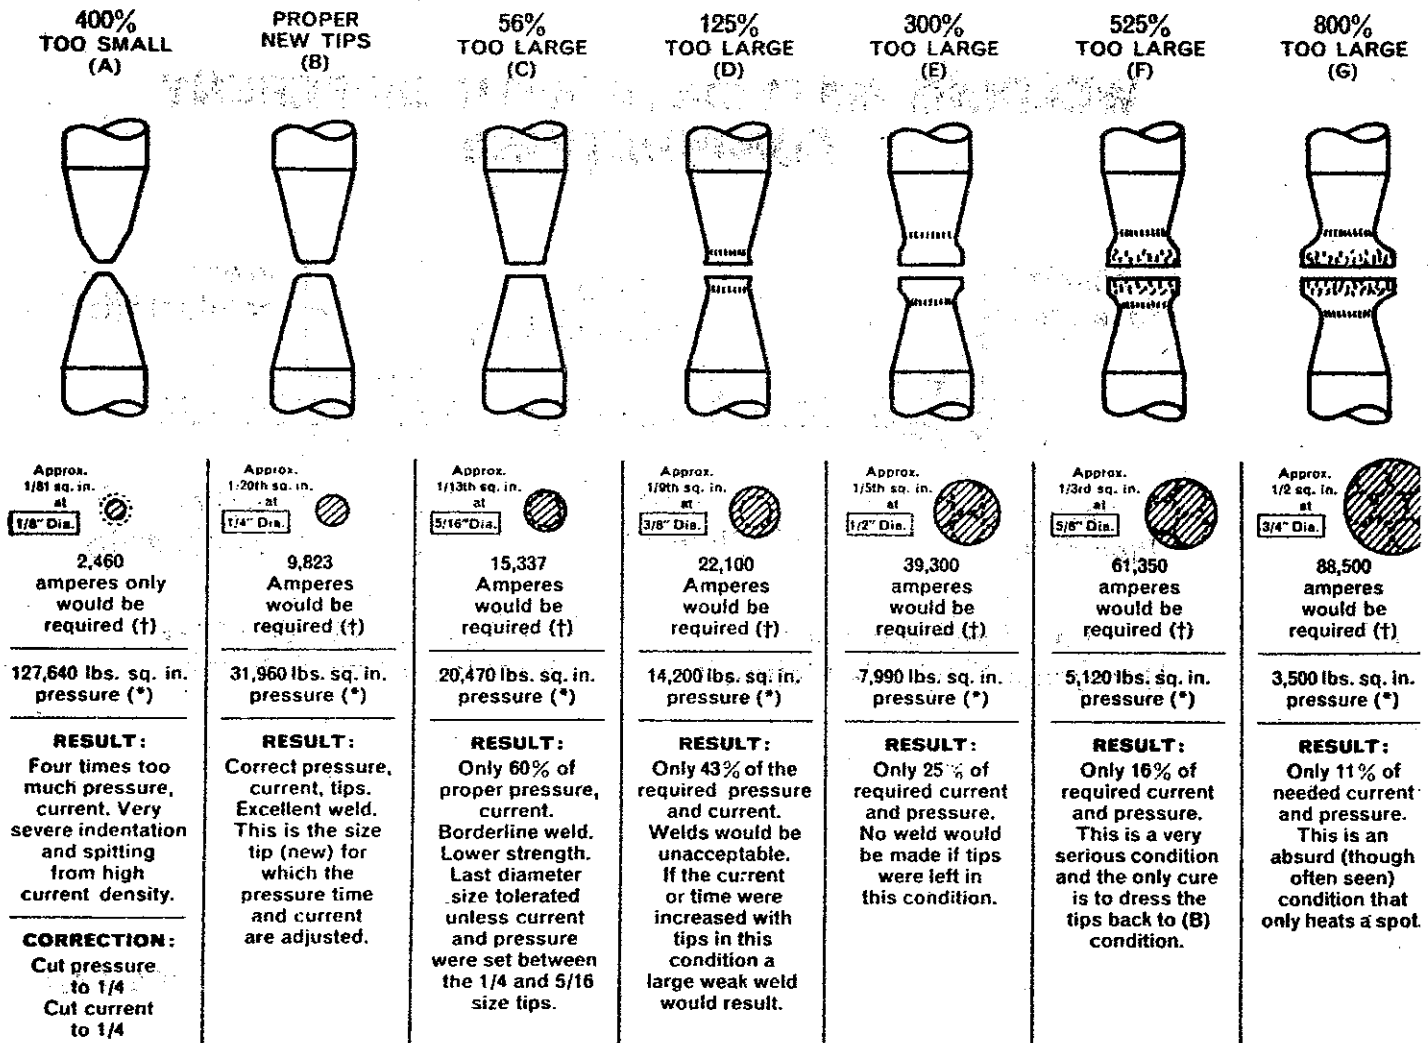 400%
TOO SMALL
(A)
PROPER
NEW TIPS
(B)
56%
TOO LARGE
(C)
125%
TOO LARGE
(D)
300%
TOO LARGE
(E)
525%
TOO LARGE
(F)
800%
TOO LARGE
(G)
Approx.
1/81 sq. in.
at
1/8" Dia.
2,460
amperes only
would be
required (†)
127,640 lbs. sq. in.
pressure (*)
RESULT:
Four times too
much pressure,
current. Very
severe indentation
and spitting
from high
current density.
CORRECTION:
Cut pressure
to 1/4
Cut current
to 1/4
Approx.
1/20th sq. in.
at
1/4" Dia.
9,823
Amperes
would be
required (†)
31,960 lbs. sq. in.
pressure (*)
RESULT:
Correct pressure,
current, tips.
Excellent weld.
This is the size
tip (new) for
which the
pressure time
and current
are adjusted.
Approx.
1/13th sq. in.
at
5/16" Dia.
15,337
Amperes
would be
required (†)
20,470 lbs. sq. in.
pressure (*)
RESULT:
Only 60% of
proper pressure,
current.
Borderline weld.
Lower strength.
Last diameter
size tolerated
unless current
and pressure
were set between
the 1/4 and 5/16
size tips.
Approx.
1/9th sq. in.
at
3/8" Dia.
22,100
Amperes
would be
required (†)
14,200 lbs. sq. in.
pressure (*)
RESULT:
Only 43% of the
required pressure
and current.
Welds would be
unacceptable.
If the current
or time were
increased with
tips in this
condition a
large weak weld
would result.
Approx.
1/5th sq. in.
at
1/2" Dia.
39,300
amperes
would be
required (†)
7,990 lbs. sq. in.
pressure (*)
RESULT:
Only 25% of
required current
and pressure.
No weld would
be made if tips
were left in
this condition.
Approx.
1/3rd sq. in.
at
5/8" Dia.
61,350
amperes
would be
required (†)
5,120 lbs. sq. in.
pressure (*)
RESULT:
Only 16% of
required current
and pressure.
This is a very
serious condition
and the only cure
is to dress the
tips back to (B)
condition.
Approx.
1/2 sq. in.
at
3/4" Dia.
88,500
amperes
would be
required (†)
3,500 lbs. sq. in.
pressure (*)
RESULT:
Only 11% of
needed current
and pressure.
This is an
absurd (though
often seen)
condition that
only heats a spot.